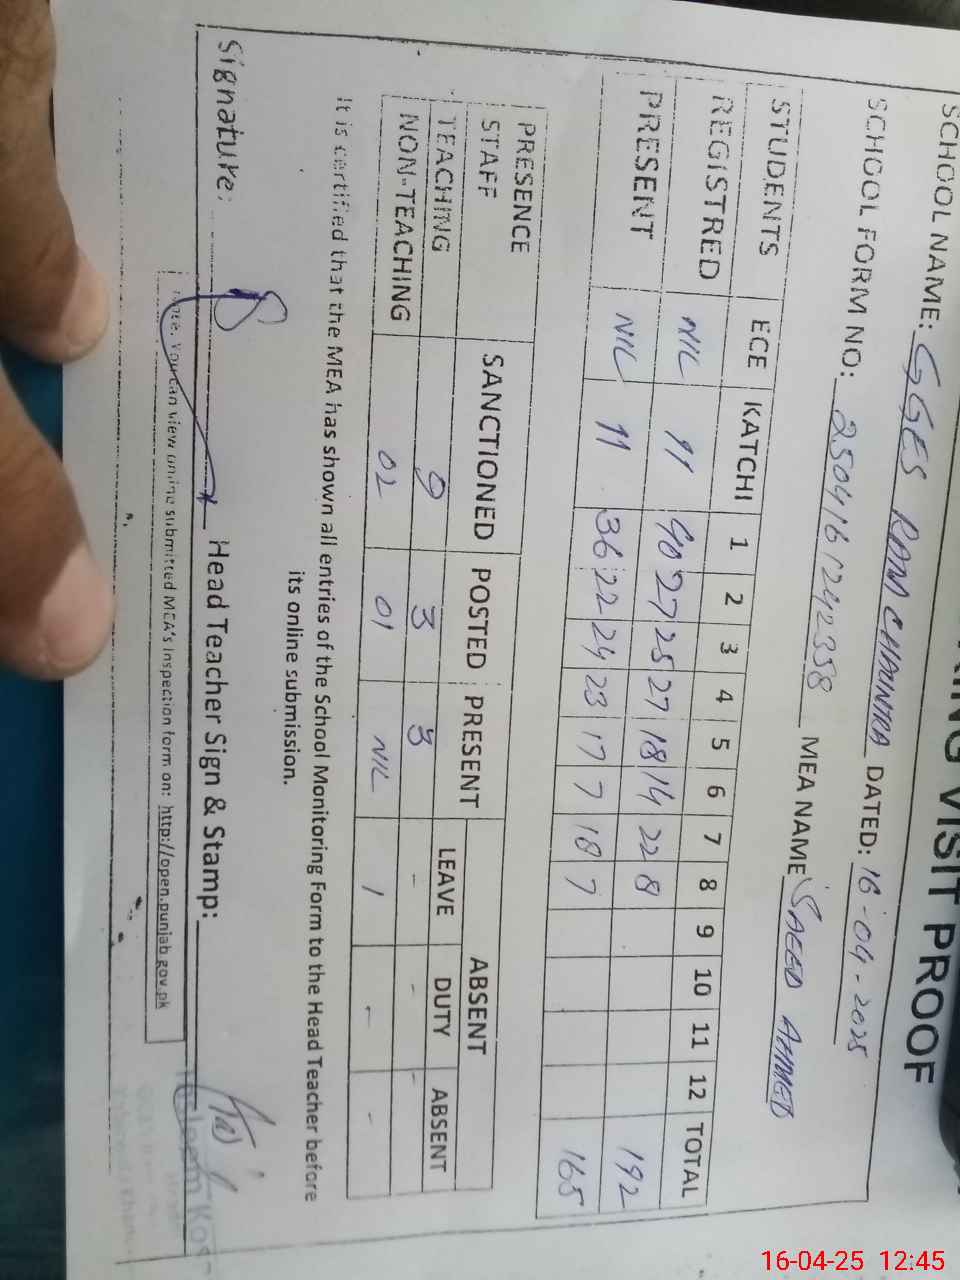 RING VISIT PROOF
SCHOOL NAME: GGES RAM CHAUNTRA DATED: 16-04-2025
SCHOOL FORM NO: 2504161242358 MEA NAME SAEED AHMED
STUDENTS ECE KATCHI 1 2 3 4 5 6 7 8 9 10 11 12 TOTAL
REGISTRED NIL 11 40 27 25 27 18 14 22 8 192
PRESENT NIL 11 36 22 24 23 17 7 18 7 165
PRESENCE
STAFF SANCTIONED POSTED PRESENT ABSENT
LEAVE DUTY ABSENT
TEACHING 9 3 3 - - -
NON-TEACHING 02 01 NIL 1 - -
It is certified that the MEA has shown all entries of the School Monitoring Form to the Head Teacher before
its online submission.
Signature: Head Teacher Sign & Stamp:
Note. You can view online submitted MEA's Inspection form on: http://open.punjab.gov.pk
16-04-25 12:45